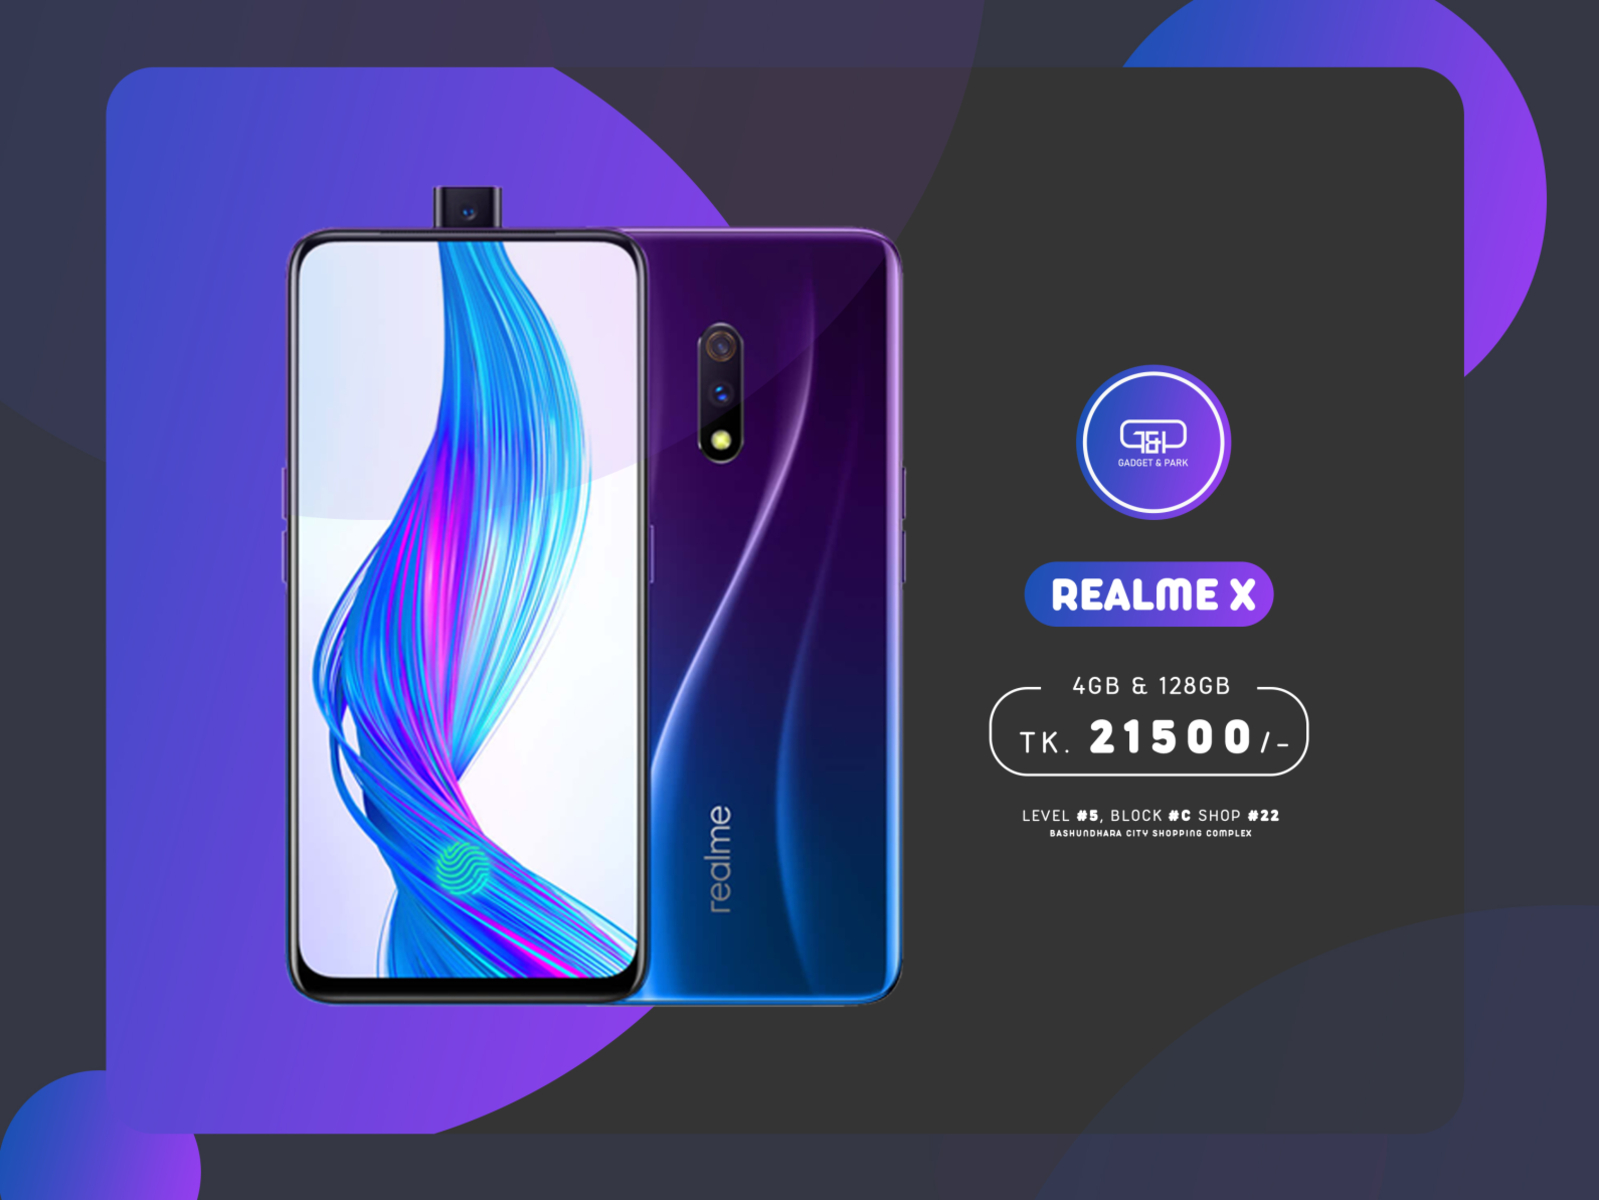 G&P
GADGET & PARK
REALME X
4GB & 128GB
TK. 21500/-
LEVEL #5, BLOCK #C SHOP #22
BASHUNDHARA CITY SHOPPING COMPLEX
realme